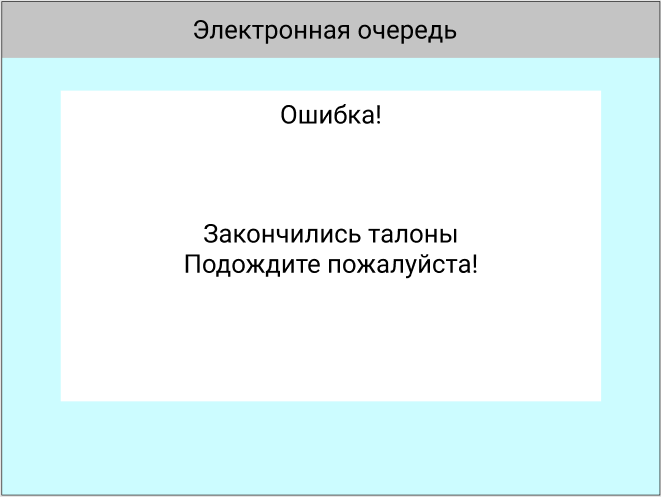 Электронная очередь
Ошибка!
Закончились талоны
Подождите пожалуйста!